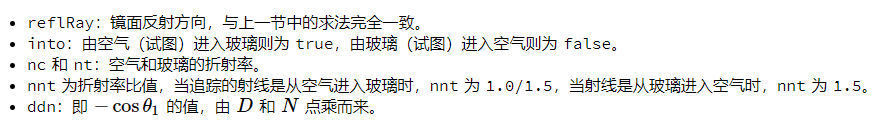 • reflRay：镜面反射方向，与上一节中的求法完全一致。
• into：由空气（试图）进入玻璃则为 true，由玻璃（试图）进入空气则为 false。
• nc 和 nt：空气和玻璃的折射率。
• nnt 为折射率比值，当追踪的射线是从空气进入玻璃时，nnt 为 1.0/1.5，当射线是从玻璃进入空气时，nnt 为 1.5。
• ddn：即 − cos θ₁ 的值，由 D 和 N 点乘而来。